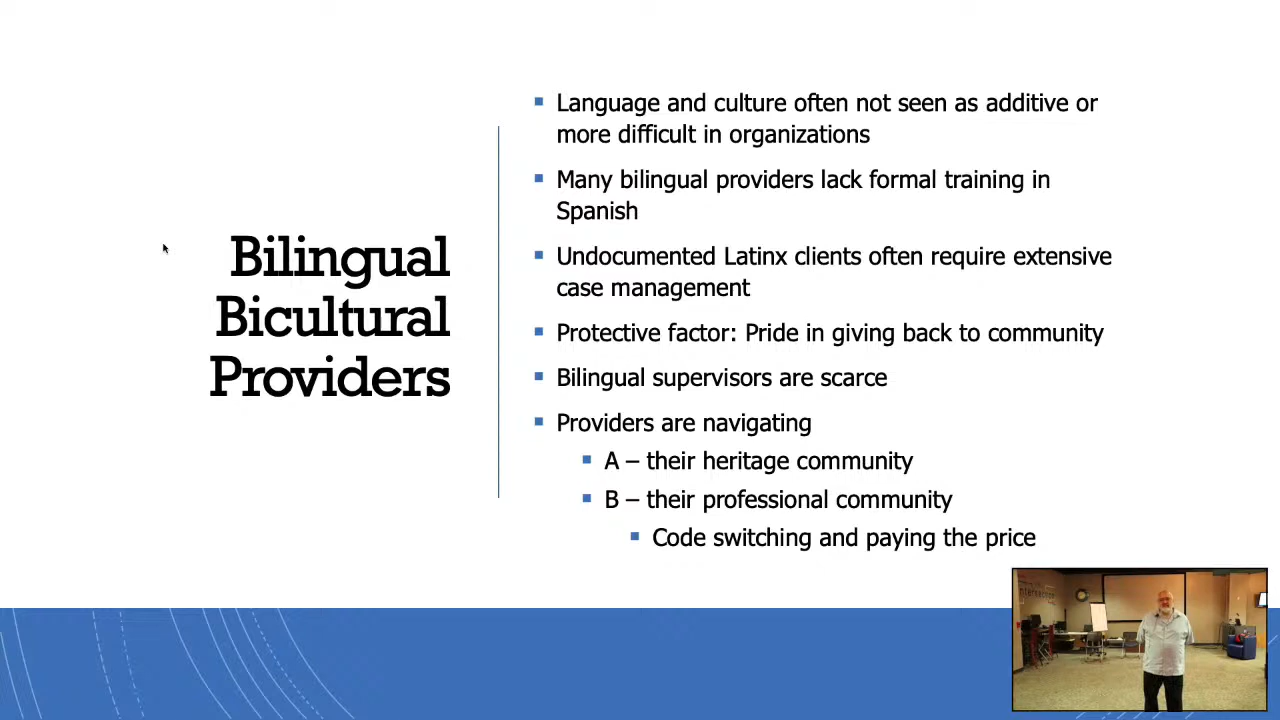 Bilingual
Bicultural
Providers
▪ Language and culture often not seen as additive or
more difficult in organizations
▪ Many bilingual providers lack formal training in
Spanish
▪ Undocumented Latinx clients often require extensive
case management
▪ Protective factor: Pride in giving back to community
▪ Bilingual supervisors are scarce
▪ Providers are navigating
▪ A – their heritage community
▪ B – their professional community
▪ Code switching and paying the price